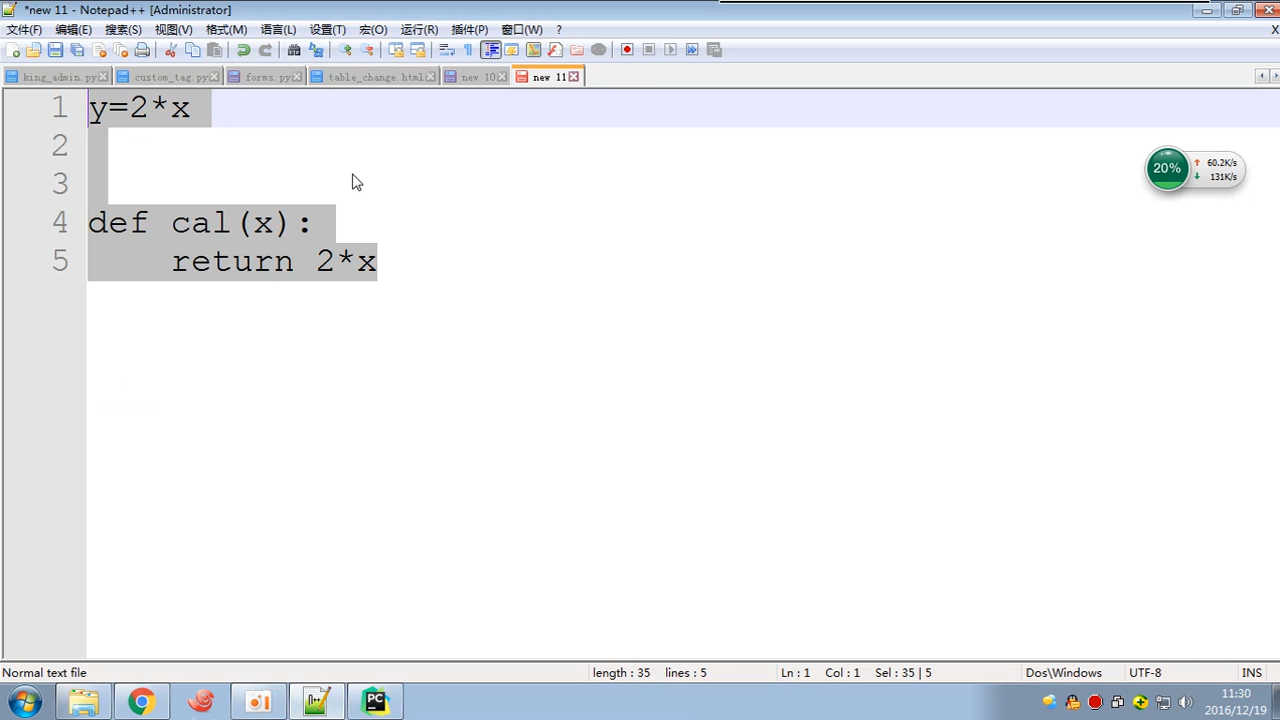 *new 11 - Notepad++ [Administrator]
文件(F) 编辑(E) 搜索(S) 视图(V) 格式(M) 语言(L) 设置(T) 宏(O) 运行(R) 插件(P) 窗口(W) ? X
king_admin.py custom_tag.py forms.py table_change.html new 10 new 11
1 y=2*x
2
3
4 def cal(x):
5     return 2*x
20% 60.2K/s
131K/s
Normal text file length : 35 lines : 5 Ln : 1 Col : 1 Sel : 35 | 5 Dos\Windows UTF-8 INS
PC 11:30
2016/12/19